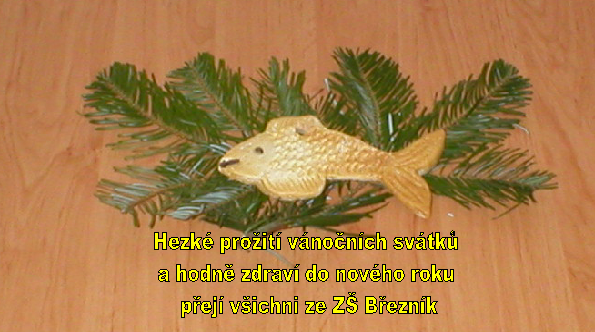 Hezké prožití vánočních svátků
a hodně zdraví do nového roku
přejí všichni ze ZŠ Březník